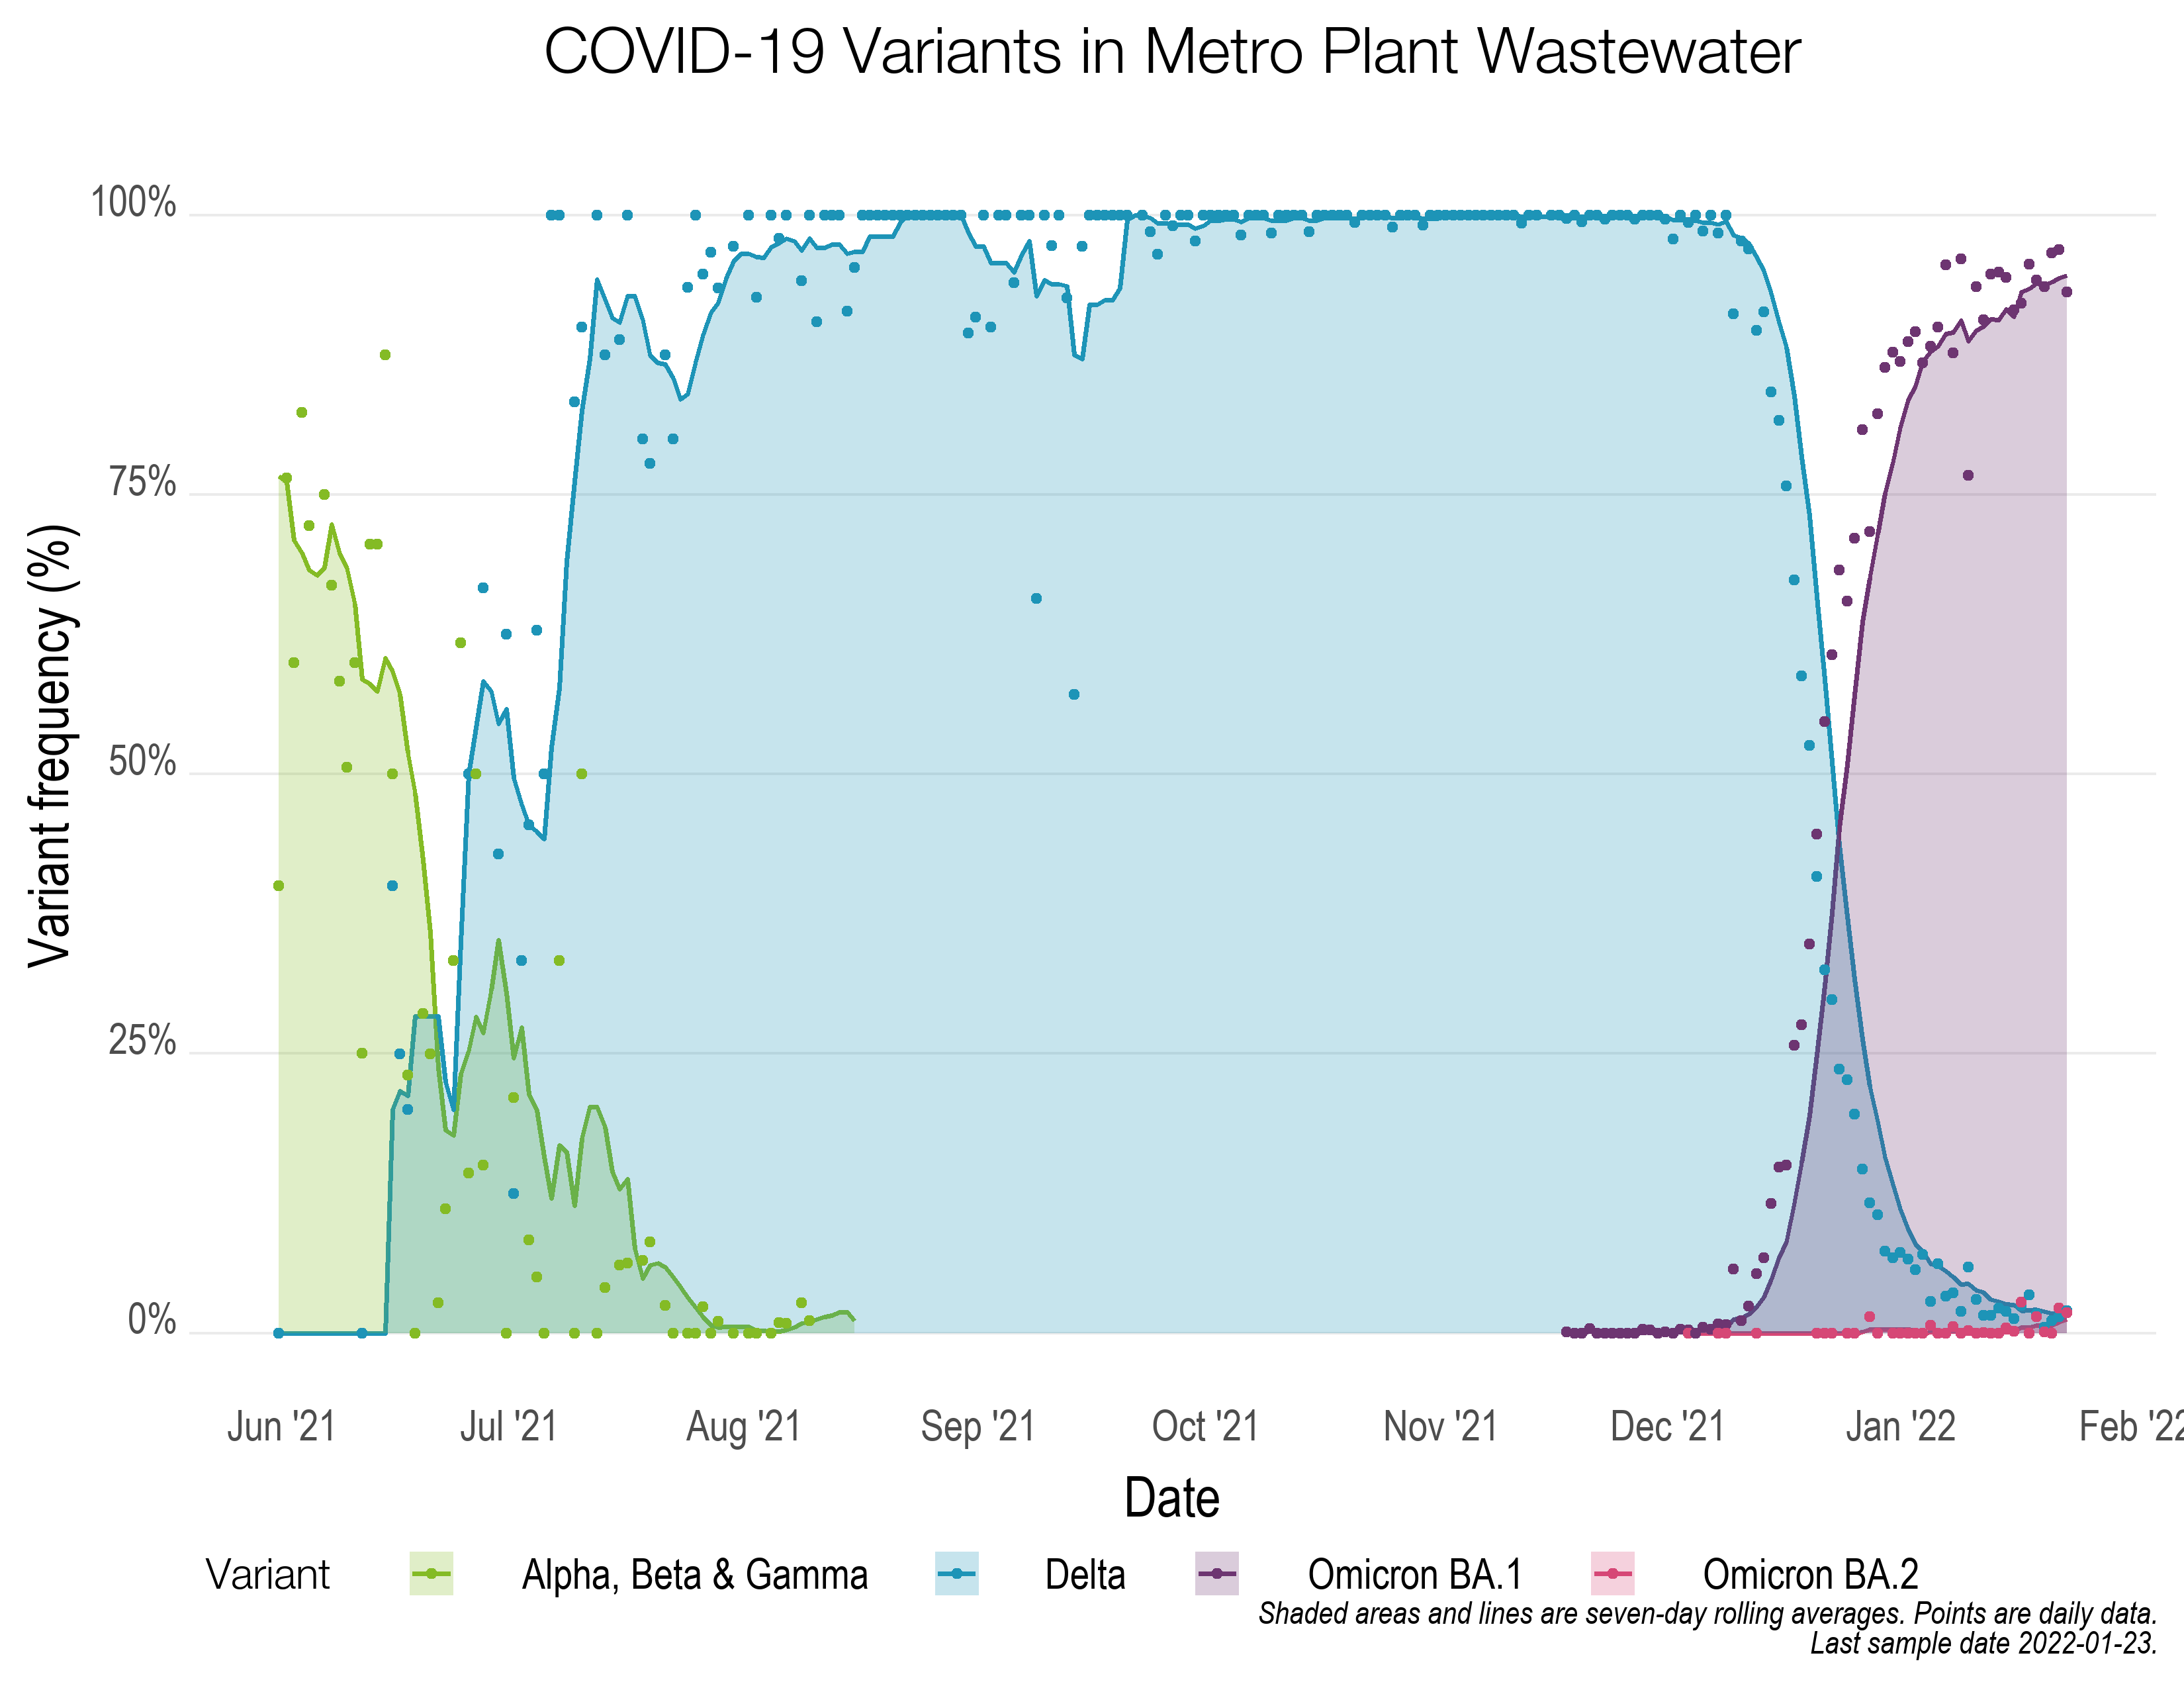 COVID-19 Variants in Metro Plant Wastewater
100%
75%
50%
25%
0%
Variant frequency (%)
Jun '21
Jul '21
Aug '21
Sep '21
Oct '21
Nov '21
Dec '21
Jan '22
Feb '22
Date
Variant
Alpha, Beta & Gamma
Delta
Omicron BA.1
Omicron BA.2
Shaded areas and lines are seven-day rolling averages. Points are daily data.
Last sample date 2022-01-23.